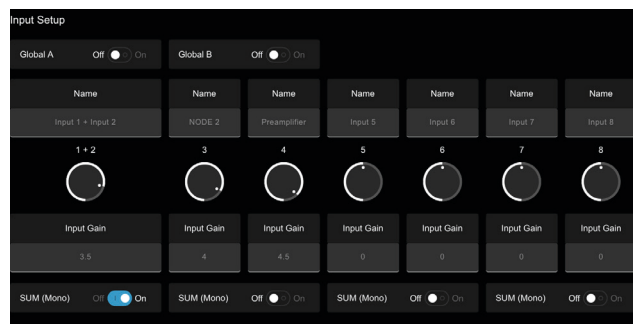 Input Setup
Global A Off On Global B Off On
Name Name Name Name Name Name Name
Input 1 + Input 2 NODE 2 Preamplifier Input 5 Input 6 Input 7 Input 8
1 + 2 3 4 5 6 7 8
Input Gain Input Gain Input Gain Input Gain Input Gain Input Gain Input Gain
3.5 4 4.5 0 0 0 0
SUM (Mono) Off On SUM (Mono) Off On SUM (Mono) Off On SUM (Mono) Off On